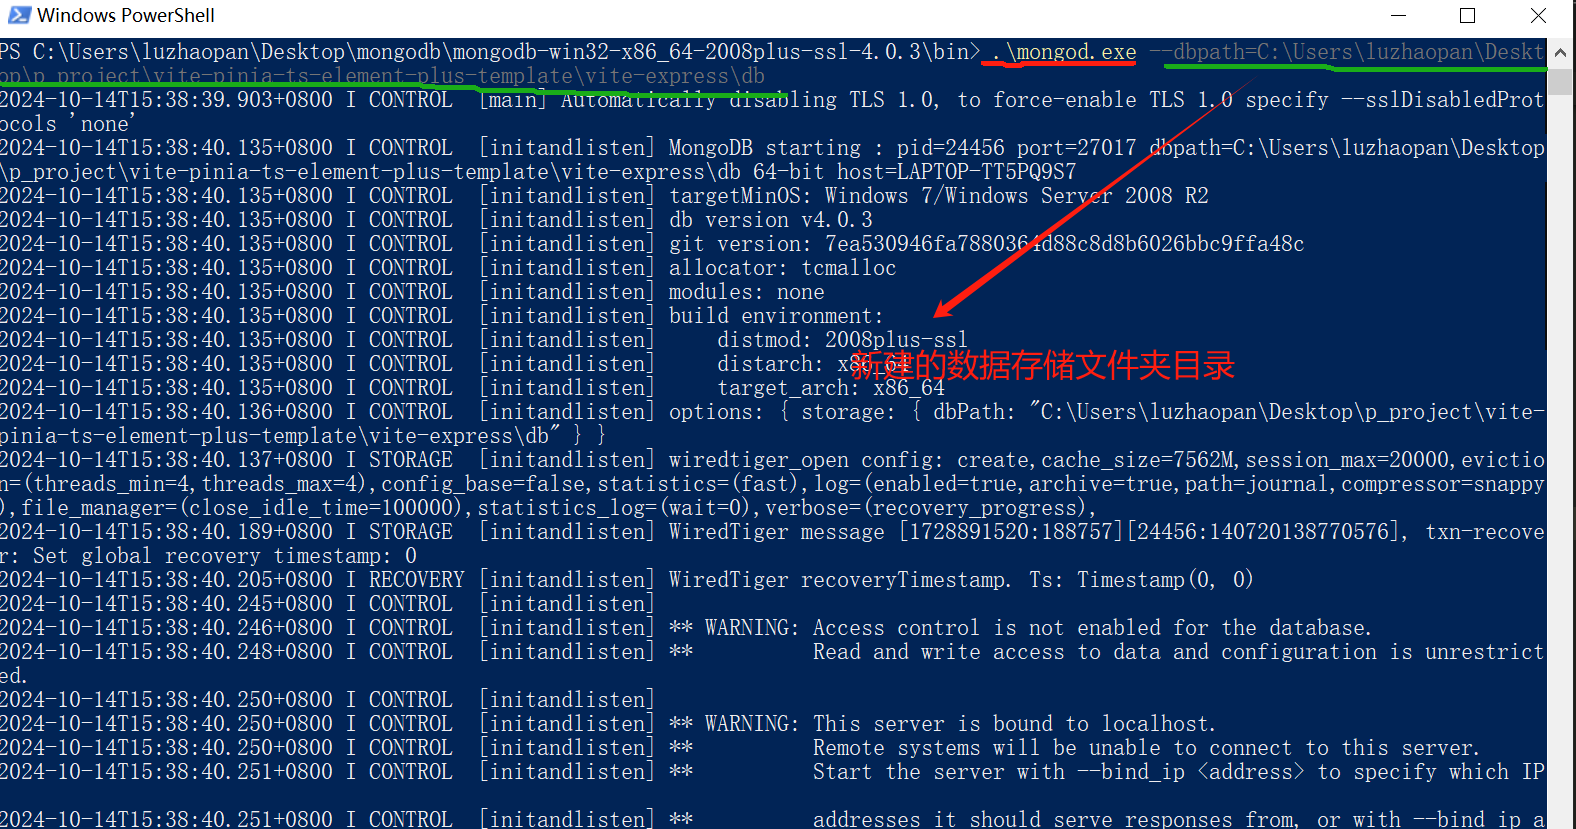 Windows PowerShell
PS C:\Users\luzhaopan\Desktop\mongodb\mongodb-win32-x86_64-2008plus-ssl-4.0.3\bin> .\mongod.exe --dbpath=C:\Users\luzhaopan\Deskt
op\p_project\vite-pinia-ts-element-plus-template\vite-express\db
2024-10-14T15:38:39.903+0800 I CONTROL  [main] Automatically disabling TLS 1.0, to force-enable TLS 1.0 specify --sslDisabledProt
ocols 'none'
2024-10-14T15:38:40.135+0800 I CONTROL  [initandlisten] MongoDB starting : pid=24456 port=27017 dbpath=C:\Users\luzhaopan\Desktop
\p_project\vite-pinia-ts-element-plus-template\vite-express\db 64-bit host=LAPTOP-TT5PQ9S7
2024-10-14T15:38:40.135+0800 I CONTROL  [initandlisten] targetMinOS: Windows 7/Windows Server 2008 R2
2024-10-14T15:38:40.135+0800 I CONTROL  [initandlisten] db version v4.0.3
2024-10-14T15:38:40.135+0800 I CONTROL  [initandlisten] git version: 7ea530946fa7880364d88c8d8b6026bbc9ffa48c
2024-10-14T15:38:40.135+0800 I CONTROL  [initandlisten] allocator: tcmalloc
2024-10-14T15:38:40.135+0800 I CONTROL  [initandlisten] modules: none
2024-10-14T15:38:40.135+0800 I CONTROL  [initandlisten] build environment:
2024-10-14T15:38:40.135+0800 I CONTROL  [initandlisten]     distmod: 2008plus-ssl
2024-10-14T15:38:40.135+0800 I CONTROL  [initandlisten]     distarch: x86_64
新建的数据存储文件夹目录
2024-10-14T15:38:40.135+0800 I CONTROL  [initandlisten]     target_arch: x86_64
2024-10-14T15:38:40.136+0800 I CONTROL  [initandlisten] options: { storage: { dbPath: "C:\Users\luzhaopan\Desktop\p_project\vite-
pinia-ts-element-plus-template\vite-express\db" } }
2024-10-14T15:38:40.137+0800 I STORAGE  [initandlisten] wiredtiger_open config: create,cache_size=7562M,session_max=20000,evictio
n=(threads_min=4,threads_max=4),config_base=false,statistics=(fast),log=(enabled=true,archive=true,path=journal,compressor=snappy
),file_manager=(close_idle_time=100000),statistics_log=(wait=0),verbose=(recovery_progress),
2024-10-14T15:38:40.189+0800 I STORAGE  [initandlisten] WiredTiger message [1728891520:188757][24456:140720138770576], txn-recove
r: Set global recovery timestamp: 0
2024-10-14T15:38:40.205+0800 I RECOVERY [initandlisten] WiredTiger recoveryTimestamp. Ts: Timestamp(0, 0)
2024-10-14T15:38:40.245+0800 I CONTROL  [initandlisten]
2024-10-14T15:38:40.246+0800 I CONTROL  [initandlisten] ** WARNING: Access control is not enabled for the database.
2024-10-14T15:38:40.248+0800 I CONTROL  [initandlisten] **          Read and write access to data and configuration is unrestrict
ed.
2024-10-14T15:38:40.250+0800 I CONTROL  [initandlisten]
2024-10-14T15:38:40.250+0800 I CONTROL  [initandlisten] ** WARNING: This server is bound to localhost.
2024-10-14T15:38:40.250+0800 I CONTROL  [initandlisten] **          Remote systems will be unable to connect to this server.
2024-10-14T15:38:40.251+0800 I CONTROL  [initandlisten] **          Start the server with --bind_ip <address> to specify which IP
2024-10-14T15:38:40.251+0800 I CONTROL  [initandlisten] **          addresses it should serve responses from, or with --bind_ip_a